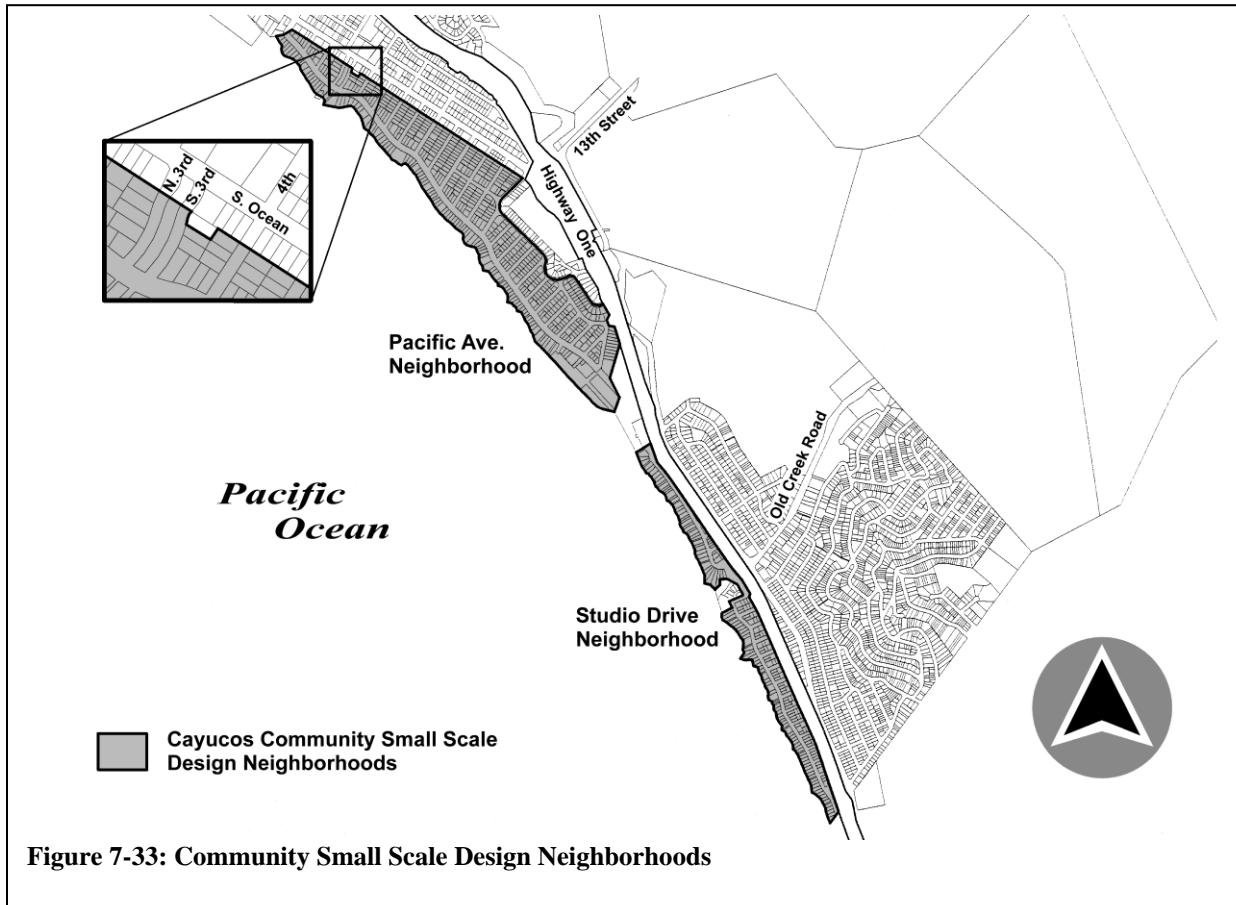 13th Street
Highway One
N. 3rd
S. 3rd
4th
S. Ocean
Pacific Ave.
Neighborhood
Old Creek Road
Pacific
Ocean
Studio Drive
Neighborhood
Cayucos Community Small Scale
Design Neighborhoods
Figure 7-33: Community Small Scale Design Neighborhoods